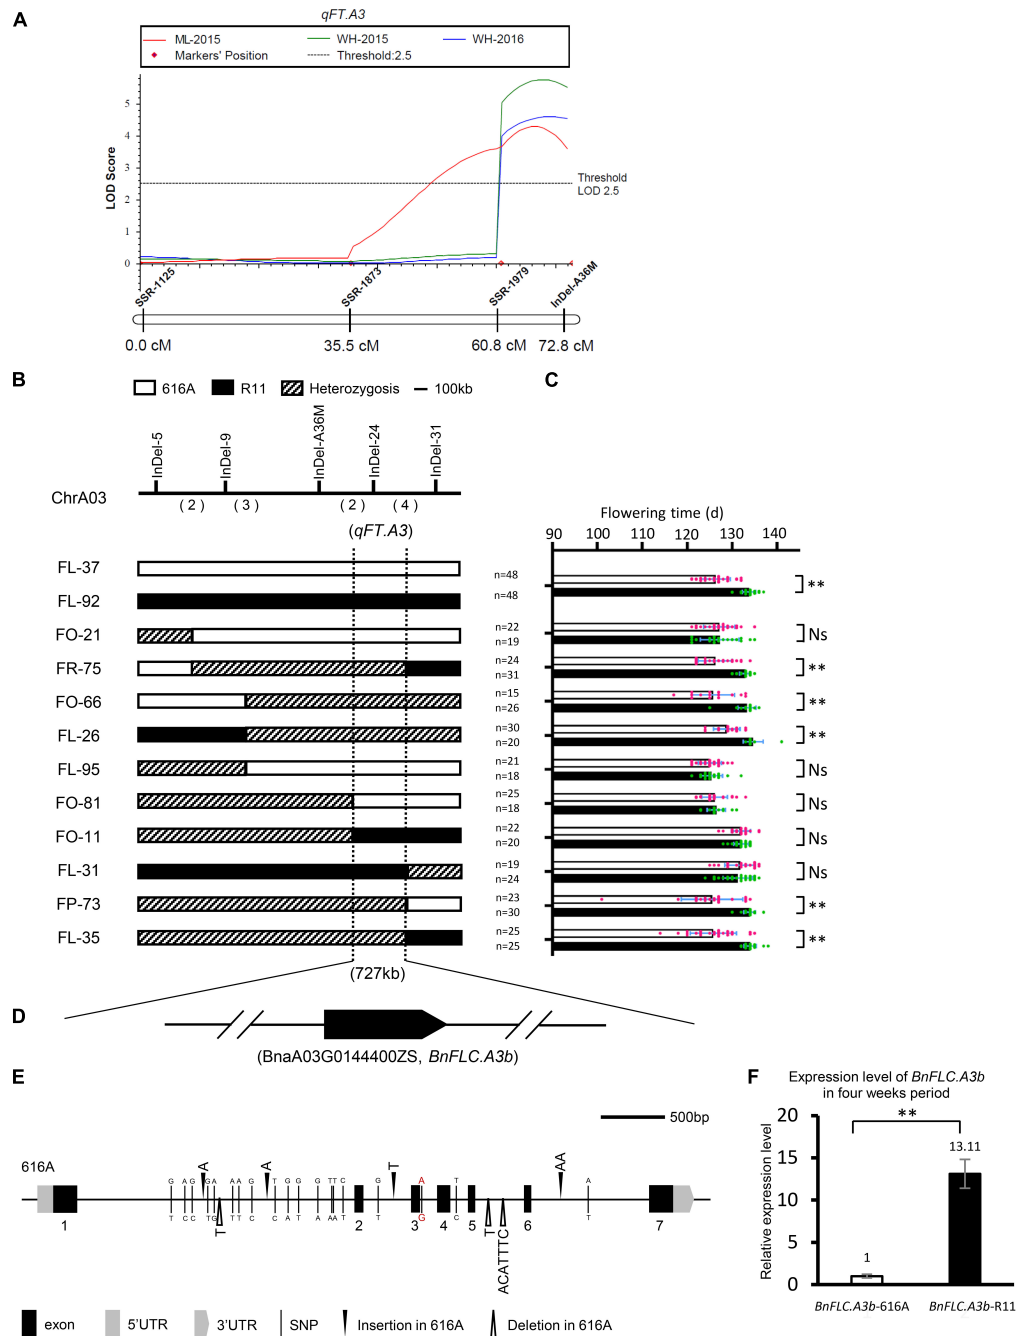 A
qFT.A3
ML-2015 WH-2015 WH-2016
Markers' Position Threshold:2.5
LOD Score
5
4
3
2
1
0
Threshold
LOD 2.5
SSR-1125 SSR-1873 SSR-1979 InDel-A36M
0.0 cM 35.5 cM 60.8 cM 72.8 cM
B
616A R11 Heterozygosis 100kb
InDel-5 InDel-9 InDel-A36M InDel-24 InDel-31
ChrA03
( 2 ) ( 3 ) ( 2 ) ( 4 )
(qFT.A3)
FL-37
FL-92
FO-21
FR-75
FO-66
FL-26
FL-95
FO-81
FO-11
FL-31
FP-73
FL-35
(727kb)
C
Flowering time (d)
90 100 110 120 130 140
n=48
n=48
**
n=22
n=19
Ns
n=24
n=31
**
n=15
n=26
**
n=30
n=20
**
n=21
n=18
Ns
n=25
n=18
Ns
n=22
n=20
Ns
n=19
n=24
Ns
n=23
n=30
**
n=25
n=25
**
D
(BnaA03G0144400ZS, BnFLC.A3b)
E
500bp
616A
A A T AA
G A G G A A A G T G G G T T C G A T A
T C C T G T T C C A T A A A T T G C T
T T ACATTTC
1 2 3 4 5 6 7
exon 5'UTR 3'UTR SNP Insertion in 616A Deletion in 616A
F
Expression level of BnFLC.A3b
in four weeks period
Relative expression level
20
15
10
5
0
**
1
13.11
BnFLC.A3b-616A BnFLC.A3b-R11